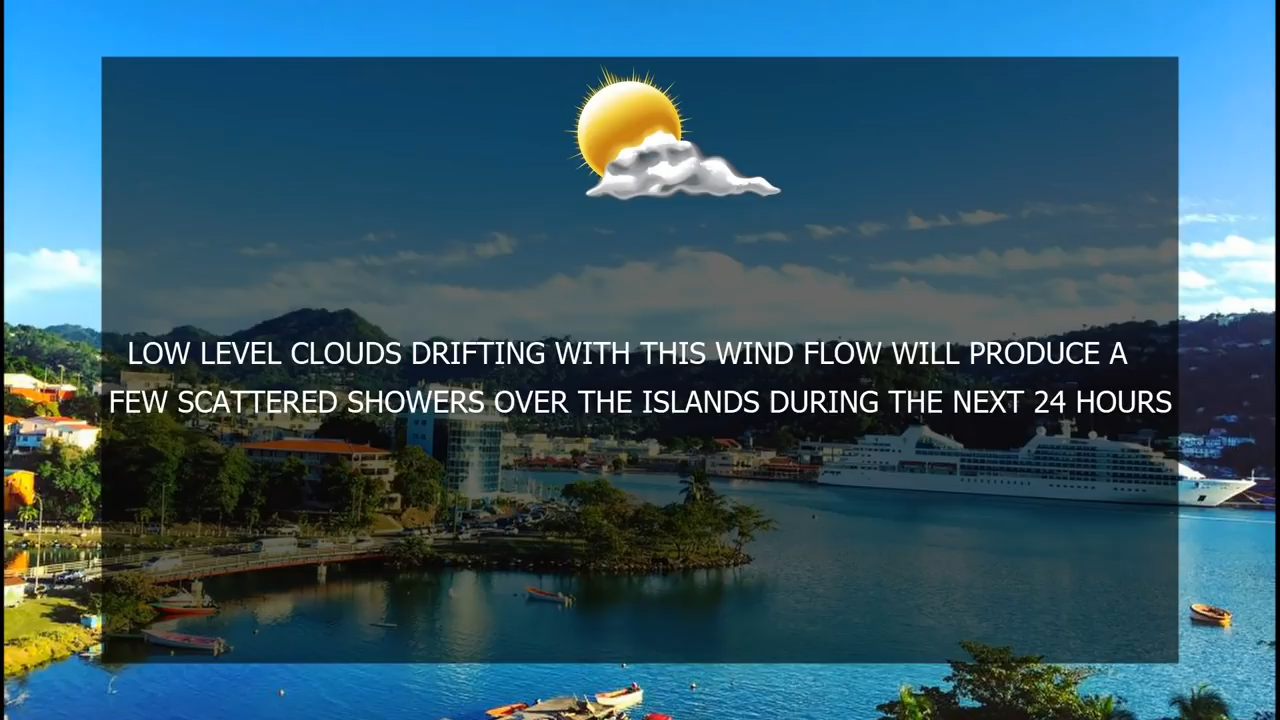 LOW LEVEL CLOUDS DRIFTING WITH THIS WIND FLOW WILL PRODUCE A
FEW SCATTERED SHOWERS OVER THE ISLANDS DURING THE NEXT 24 HOURS